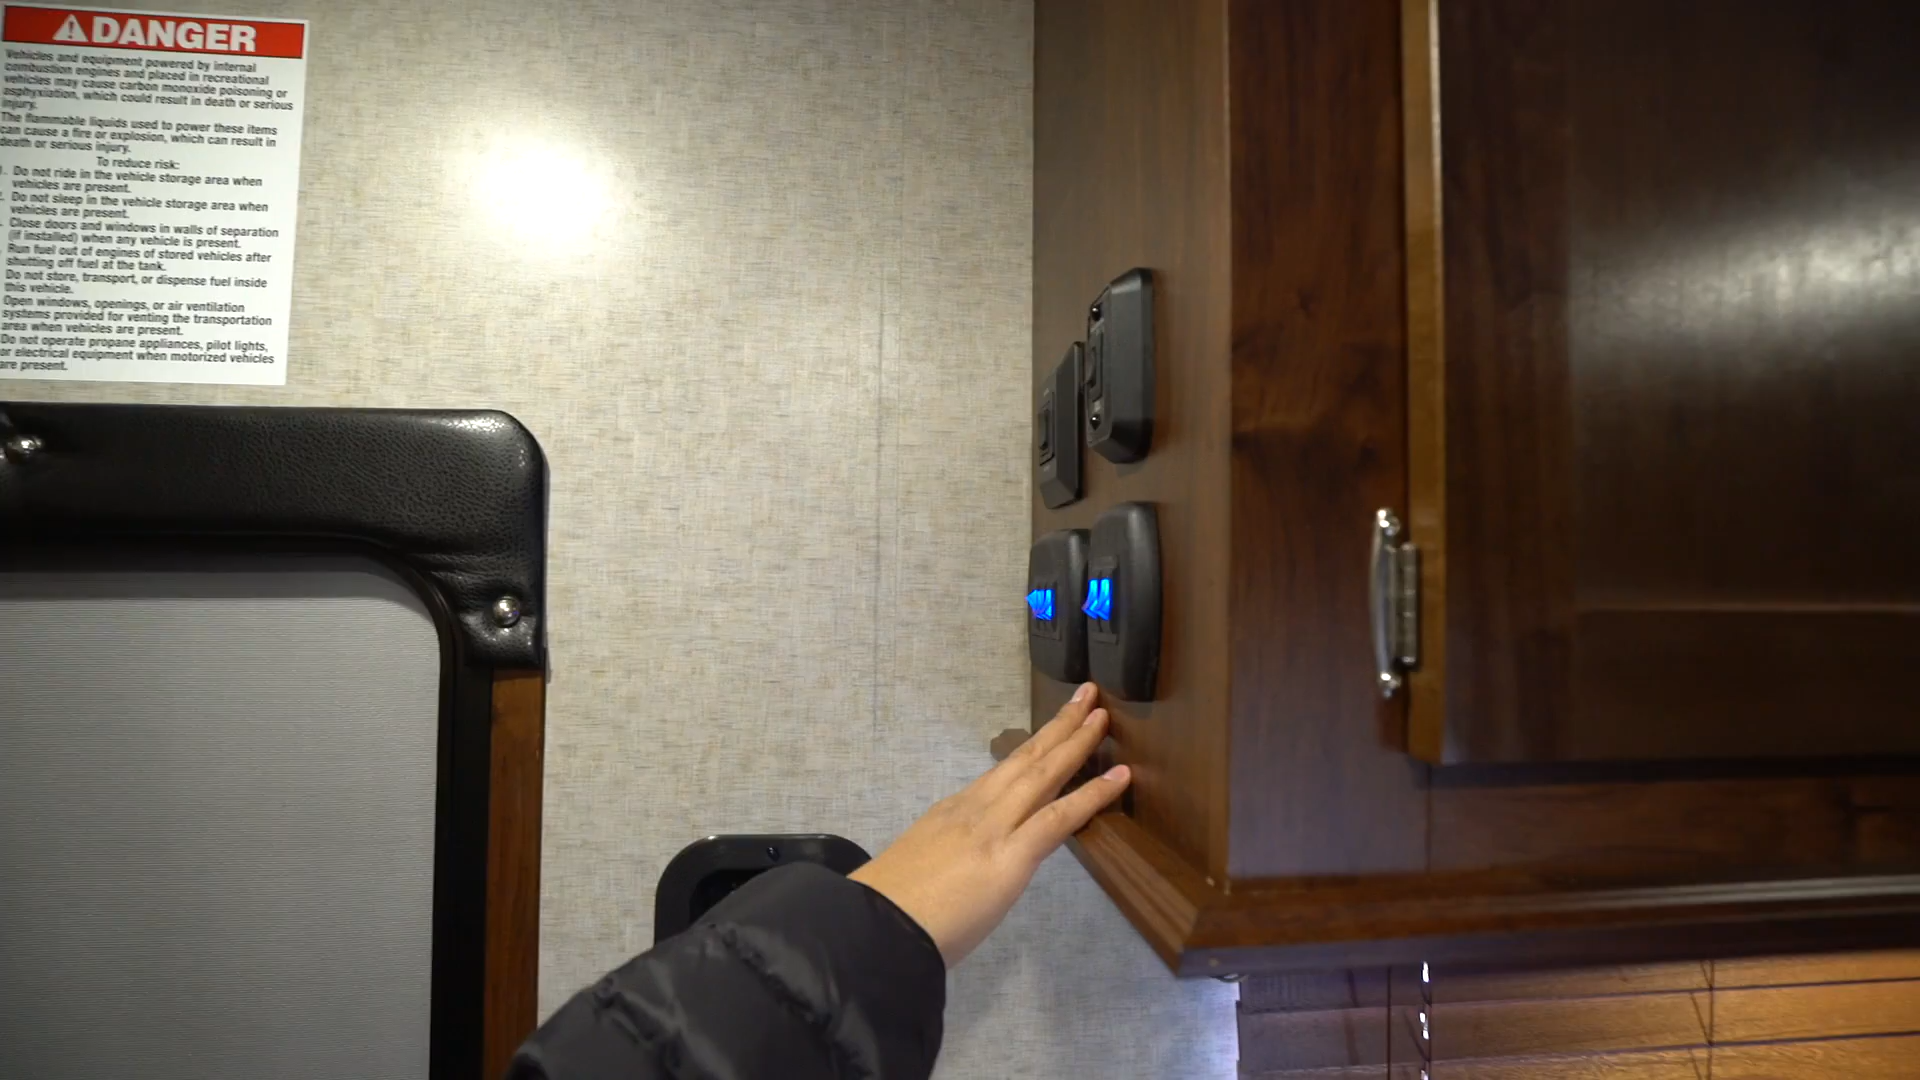 DANGER
Vehicles and equipment powered by internal
combustion engines and placed in recreational
vehicles may cause carbon monoxide poisoning or
asphyxiation, which could result in death or serious
injury.
The flammable liquids used to power these items
can cause a fire or explosion, which can result in
death or serious injury.
To reduce risk:
. Do not ride in the vehicle storage area when
vehicles are present.
. Do not sleep in the vehicle storage area when
vehicles are present.
. Close doors and windows in walls of separation
(if installed) when any vehicle is present.
Run fuel out of engines of stored vehicles after
shutting off fuel at the tank.
Do not store, transport, or dispense fuel inside
this vehicle.
Open windows, openings, or air ventilation
systems provided for venting the transportation
area when vehicles are present.
Do not operate propane appliances, pilot lights,
or electrical equipment when motorized vehicles
are present.